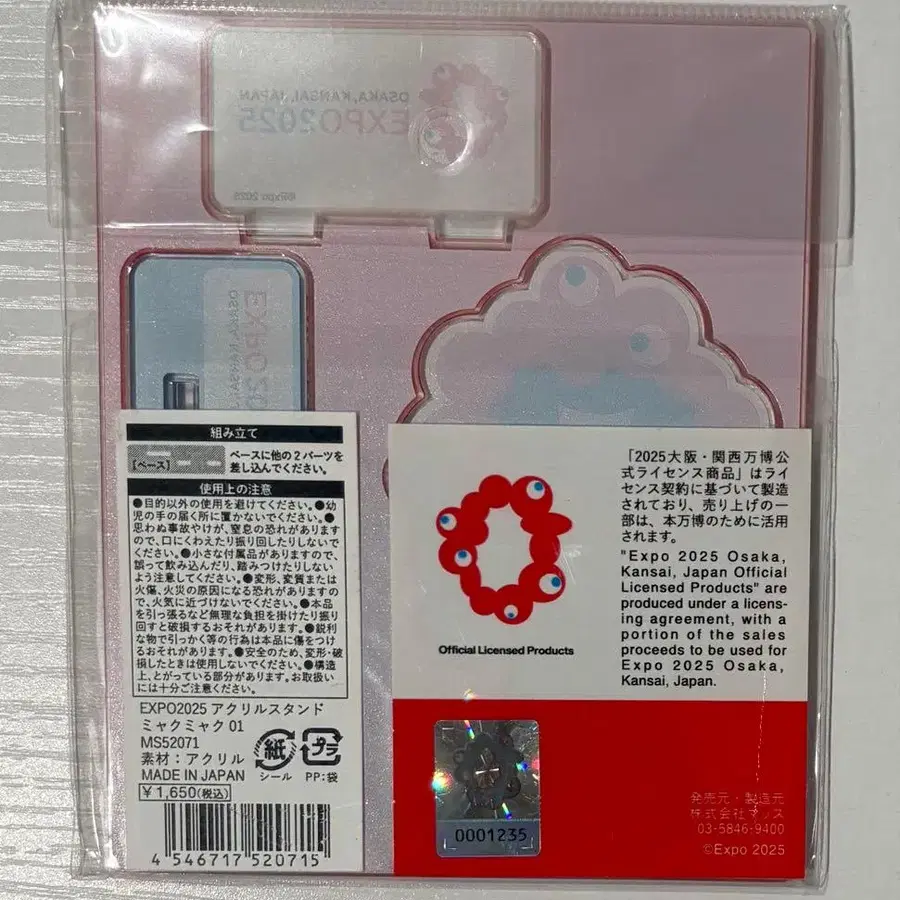 OSAKA, KANSAI, JAPAN
EXPO2025
©Expo 2025
組み立て
[ベース]
ベースに他の2パーツを
差し込んでください。
使用上の注意
●目的以外の使用を避けてください。●幼
児の手の届く所に置かないでください。●
思わぬ事故やけが、窒息の恐れがあります
ので、口にくわえたり振り回したりしないでく
ださい。●小さな付属品がありますので、
誤って飲み込んだり、踏みつけたりしない
よう注意してください。●変形、変質または
火傷、火災の原因になる恐れがありますの
で、火気に近づけないでください。●本品
を引っ張るなど無理な負担を掛けたり振り
回すと破損するおそれがあります。●鋭利
な物で引っかく等の行為は本品に傷をつけ
るおそれがあります。●安全のため、変形・破
損したときは使用しないでください。●構造
上、とがっている部分があります。お取扱い
には十分ご注意ください。
EXPO2025 アクリルスタンド
ミャクミャク 01
MS52071
素材：アクリル
MADE IN JAPAN
紙
シール
プラ
PP:袋
￥1,650(税込)
4 546717 520715
「2025大阪・関西万博公
式ライセンス商品」はライ
センス契約に基づいて製造
されており、売り上げの一
部は、本万博のために活用
されます。
"Expo 2025 Osaka,
Kansai, Japan Official
Licensed Products" are
produced under a licens-
ing agreement, with a
portion of the sales
proceeds to be used for
Expo 2025 Osaka,
Kansai, Japan.
Official Licensed Products
0001235
発売元・製造元
株式会社マッス
03-5846-9400
©Expo 2025